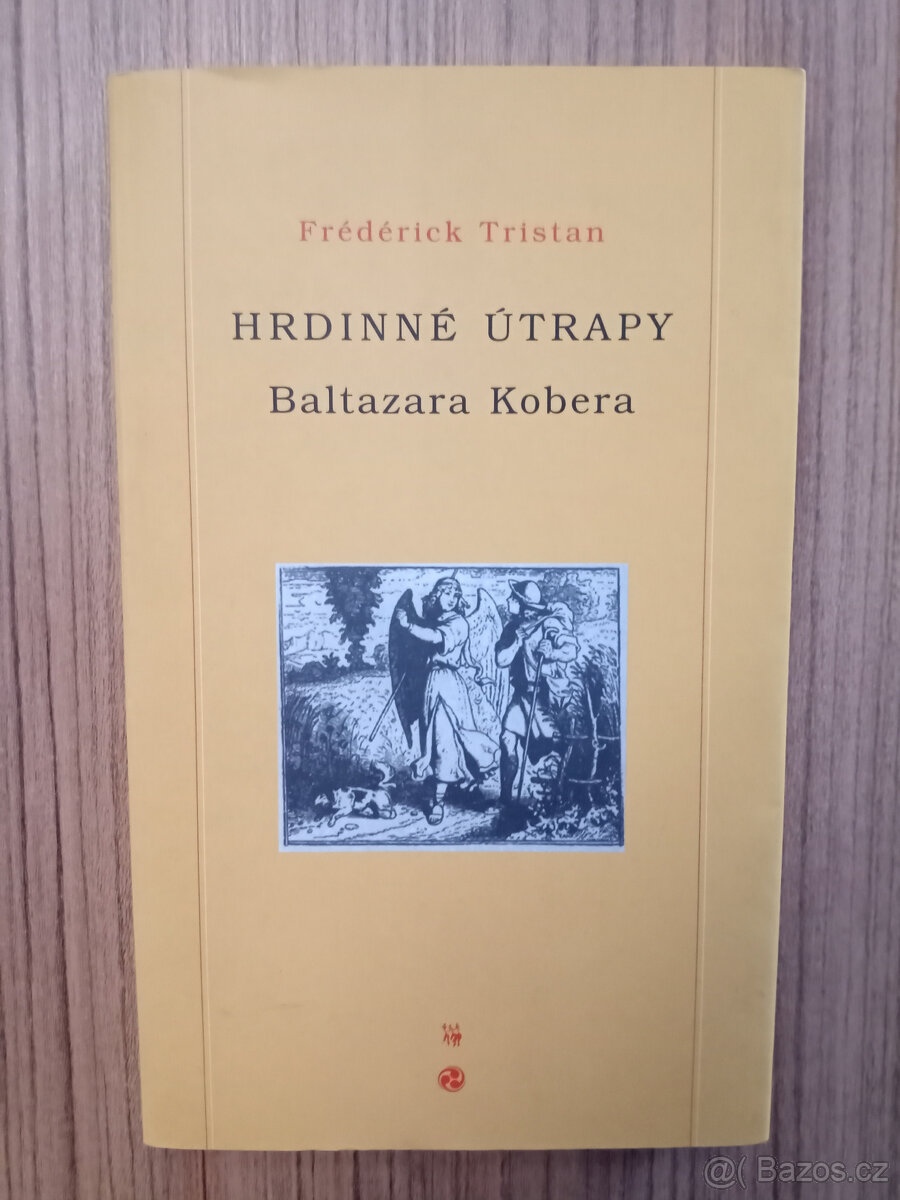 Frédérick Tristan
HRDINNÉ ÚTRAPY
Baltazara Kobera
@( Bazos.cz